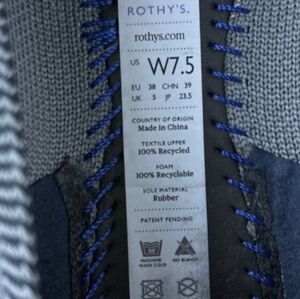 ROTHY'S.
rothys.com
US W7.5
EU 38 CHN 39
UK 5 JP 23.5
COUNTRY OF ORIGIN
Made in China
TEXTILE UPPER
100% Recycled
FOAM
100% Recyclable
SOLE MATERIAL
Rubber
PATENT PENDING
MACHINE WASH COLD
NO BLEACH